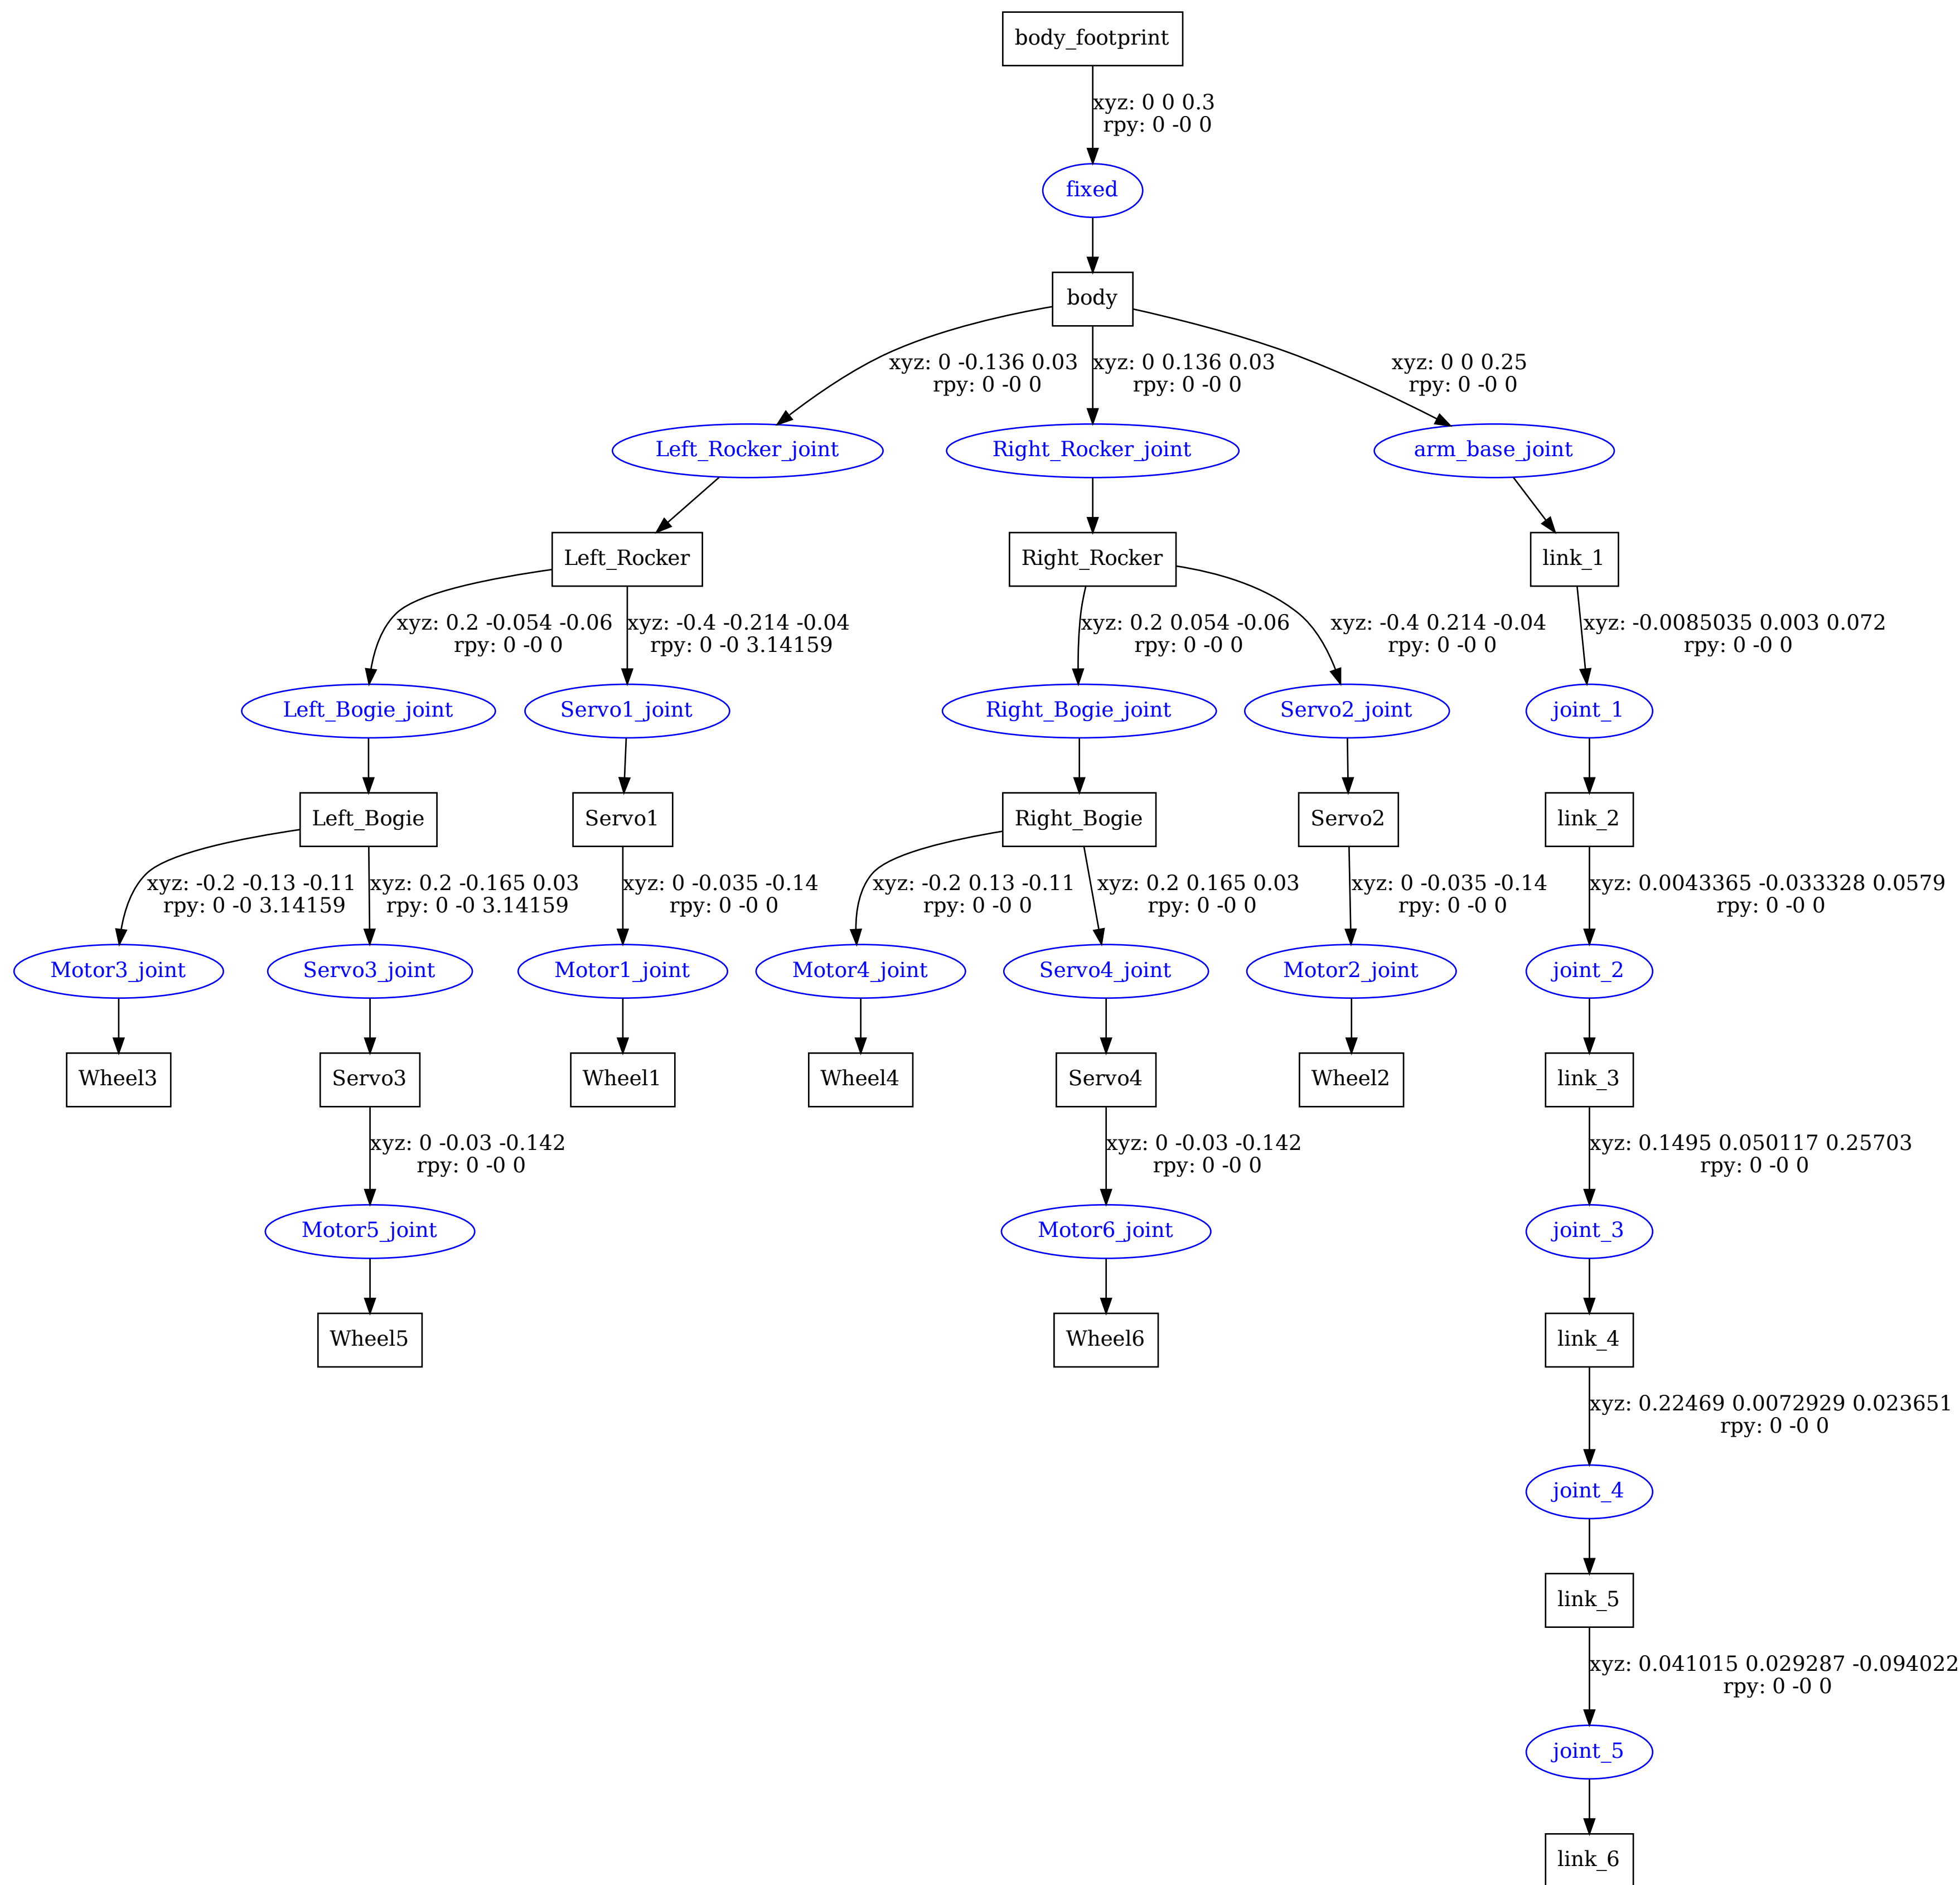 body_footprint
xyz: 0 0 0.3
rpy: 0 -0 0
fixed
body
xyz: 0 -0.136 0.03
rpy: 0 -0 0
xyz: 0 0.136 0.03
rpy: 0 -0 0
xyz: 0 0 0.25
rpy: 0 -0 0
Left_Rocker_joint
Right_Rocker_joint
arm_base_joint
Left_Rocker
Right_Rocker
link_1
xyz: 0.2 -0.054 -0.06
rpy: 0 -0 0
xyz: -0.4 -0.214 -0.04
rpy: 0 -0 3.14159
xyz: 0.2 0.054 -0.06
rpy: 0 -0 0
xyz: -0.4 0.214 -0.04
rpy: 0 -0 0
xyz: -0.0085035 0.003 0.072
rpy: 0 -0 0
Left_Bogie_joint
Servo1_joint
Right_Bogie_joint
Servo2_joint
joint_1
Left_Bogie
Servo1
Right_Bogie
Servo2
link_2
xyz: -0.2 -0.13 -0.11
rpy: 0 -0 3.14159
xyz: 0.2 -0.165 0.03
rpy: 0 -0 3.14159
xyz: 0 -0.035 -0.14
rpy: 0 -0 0
xyz: -0.2 0.13 -0.11
rpy: 0 -0 0
xyz: 0.2 0.165 0.03
rpy: 0 -0 0
xyz: 0 -0.035 -0.14
rpy: 0 -0 0
xyz: 0.0043365 -0.033328 0.0579
rpy: 0 -0 0
Motor3_joint
Servo3_joint
Motor1_joint
Motor4_joint
Servo4_joint
Motor2_joint
joint_2
Wheel3
Servo3
Wheel1
Wheel4
Servo4
Wheel2
link_3
xyz: 0 -0.03 -0.142
rpy: 0 -0 0
xyz: 0 -0.03 -0.142
rpy: 0 -0 0
xyz: 0.1495 0.050117 0.25703
rpy: 0 -0 0
Motor5_joint
Motor6_joint
joint_3
Wheel5
Wheel6
link_4
xyz: 0.22469 0.0072929 0.023651
rpy: 0 -0 0
joint_4
link_5
xyz: 0.041015 0.029287 -0.094022
rpy: 0 -0 0
joint_5
link_6